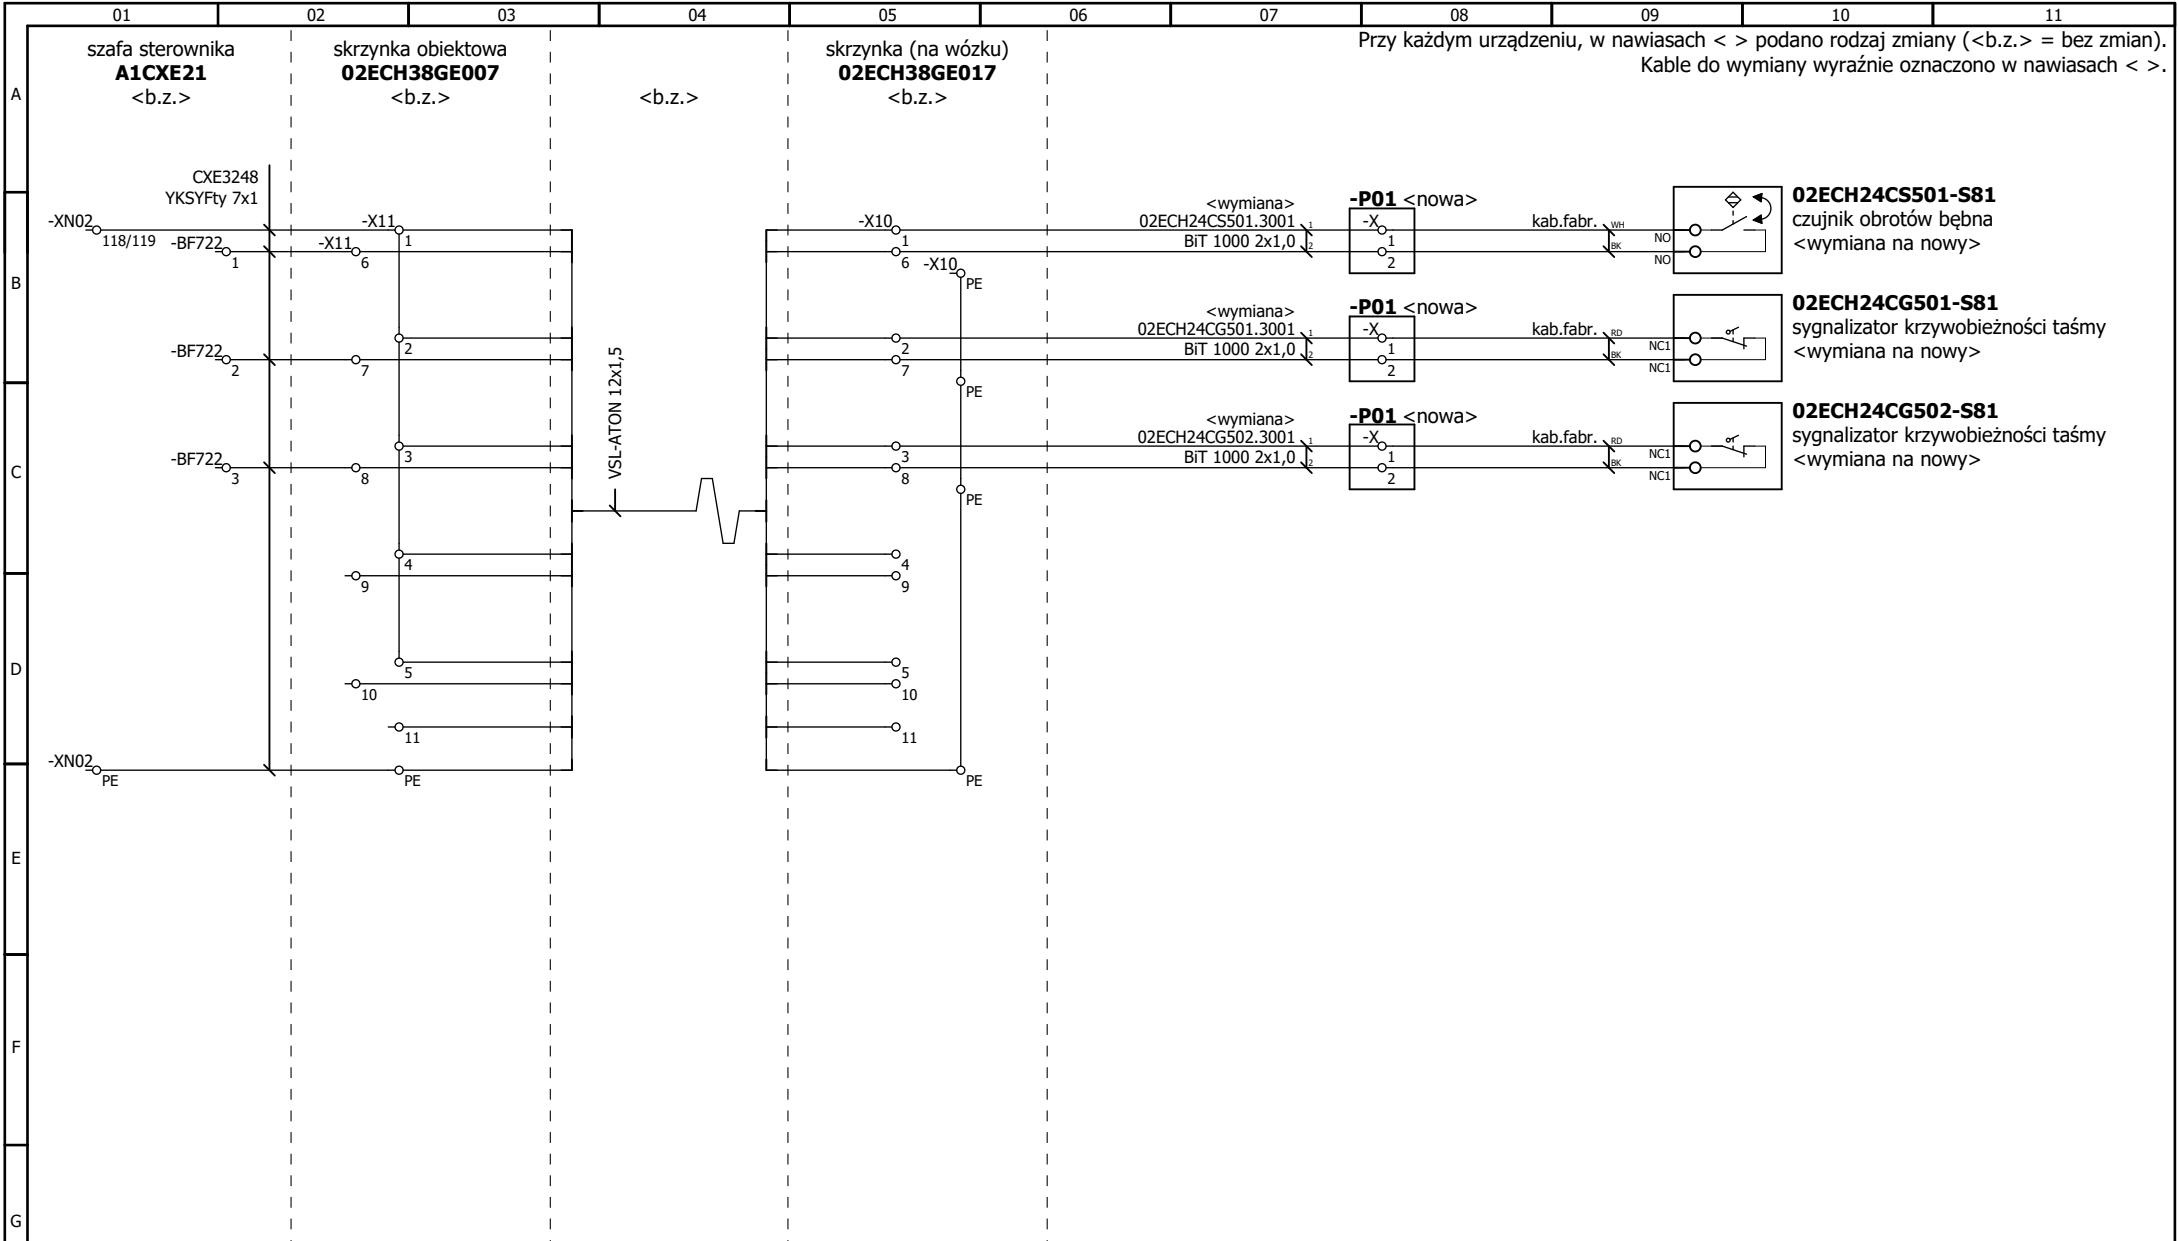 01 02 03 04 05 06 07 08 09 10 11
A
B
C
D
E
F
G
szafa sterownika
A1CXE21
<b.z.>
skrzynka obiektowa
02ECH38GE007
<b.z.>
<b.z.>
skrzynka (na wózku)
02ECH38GE017
<b.z.>
Przy każdym urządzeniu, w nawiasach < > podano rodzaj zmiany (<b.z.> = bez zmian).
Kable do wymiany wyraźnie oznaczono w nawiasach < >.
CXE3248
YKSYFty 7x1
-XN02
118/119
-BF722
1
-X11
1
-X11
6
-BF722
2
2
7
-BF722
3
3
8
4
9
5
10
11
-XN02
PE
PE
VSL-ATON 12x1,5
-X10
1
6
-X10
PE
2
7
PE
3
8
PE
4
9
5
10
11
PE
<wymiana>
02ECH24CS501.3001
BiT 1000 2x1,0
1
2
-P01 <nowa>
-X
1
2
kab.fabr.
WH
BK
NO
NO
02ECH24CS501-S81
czujnik obrotów bębna
<wymiana na nowy>
<wymiana>
02ECH24CG501.3001
BiT 1000 2x1,0
1
2
-P01 <nowa>
-X
1
2
kab.fabr.
RD
BK
NC1
NC1
02ECH24CG501-S81
sygnalizator krzywobieżności taśmy
<wymiana na nowy>
<wymiana>
02ECH24CG502.3001
BiT 1000 2x1,0
1
2
-P01 <nowa>
-X
1
2
kab.fabr.
RD
BK
NC1
NC1
02ECH24CG502-S81
sygnalizator krzywobieżności taśmy
<wymiana na nowy>